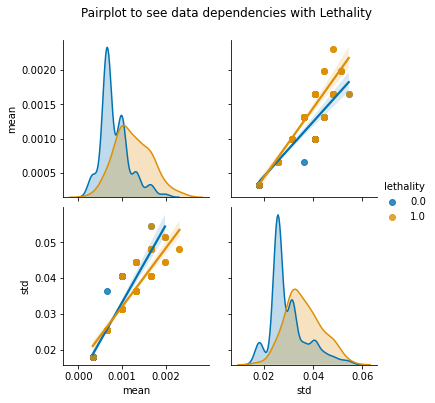 Pairplot to see data dependencies with Lethality
mean
0.0020
0.0015
0.0010
0.0005
lethality
0.0
1.0
std
0.05
0.04
0.03
0.02
0.000 0.001 0.002
0.02 0.04 0.06
mean
std